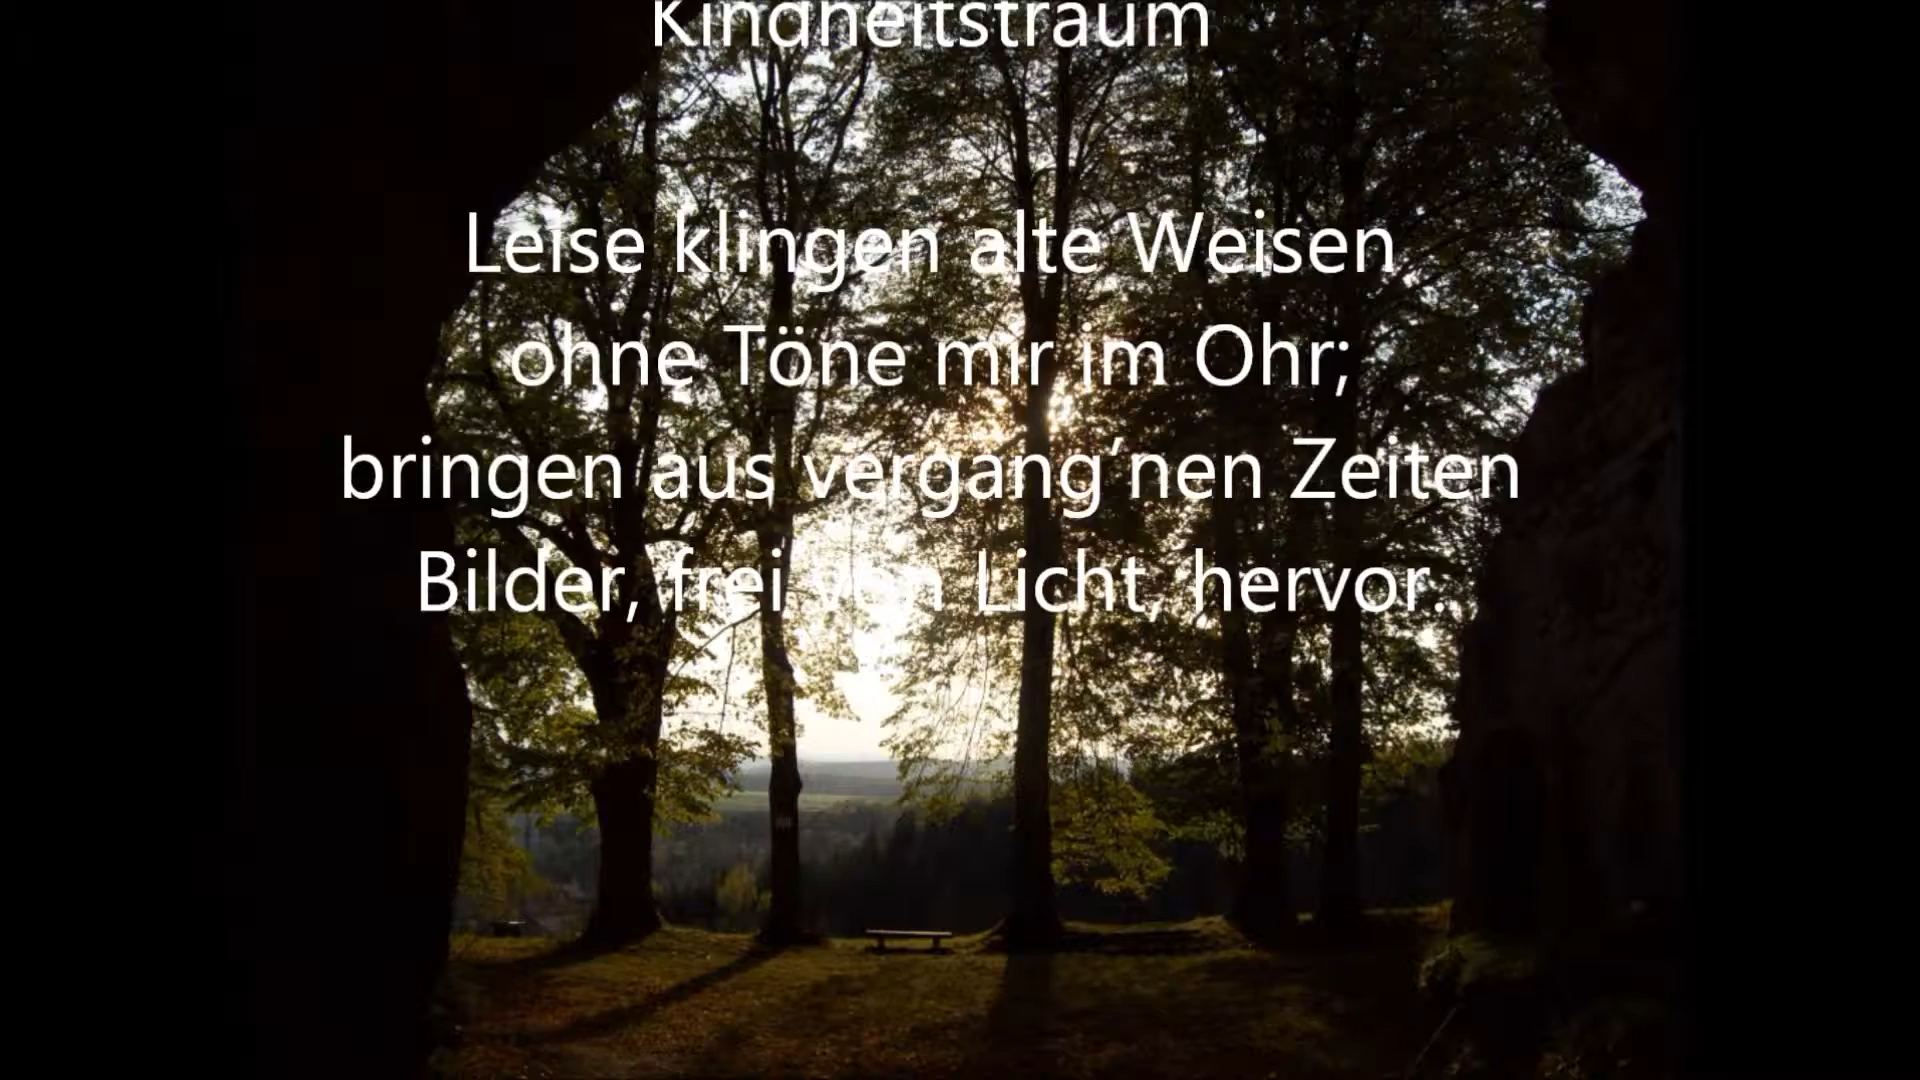 Kindheitstraum
Leise klingen alte Weisen
ohne Töne mir im Ohr;
bringen aus vergang’nen Zeiten
Bilder, frei von Licht, hervor.